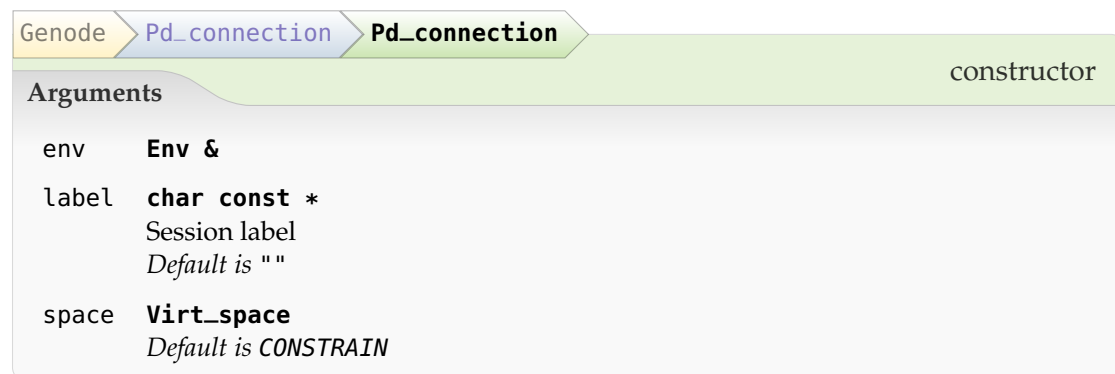 Genode Pd_connection Pd_connection
constructor
Arguments
env Env &
label char const *
Session label
Default is ""
space Virt_space
Default is CONSTRAIN